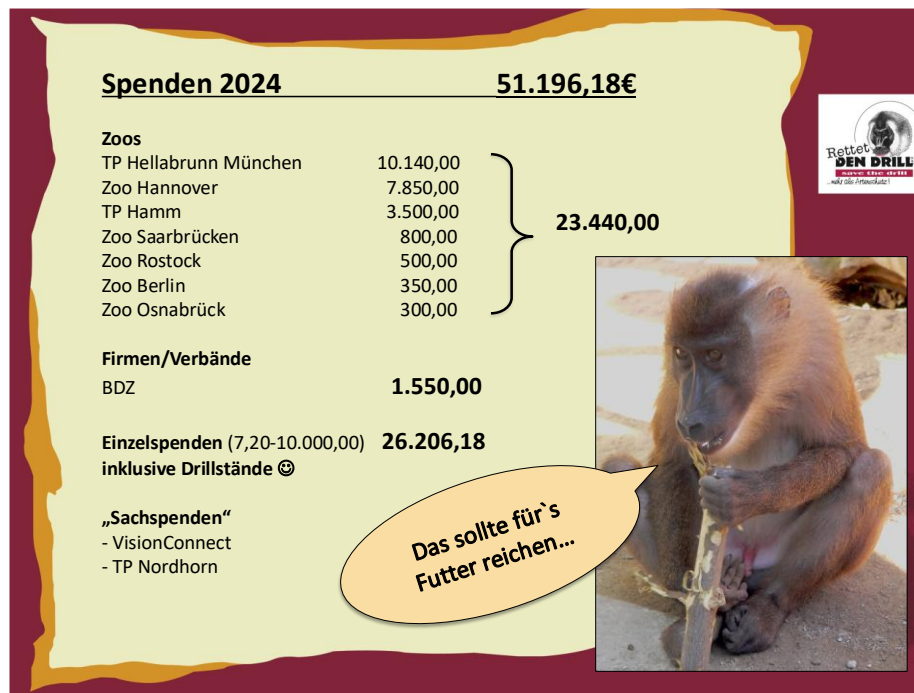 Spenden 2024 51.196,18€
Zoos
TP Hellabrunn München 10.140,00
Zoo Hannover 7.850,00
TP Hamm 3.500,00
Zoo Saarbrücken 800,00
Zoo Rostock 500,00
Zoo Berlin 350,00
Zoo Osnabrück 300,00
23.440,00
Firmen/Verbände
BDZ 1.550,00
Einzelspenden (7,20-10.000,00) 26.206,18
inklusive Drillstände ☺
„Sachspenden“
- VisionConnect
- TP Nordhorn
Das sollte für`s
Futter reichen...
Rettet
DEN DRILL
save the drill
...mehr als Artenschutz!